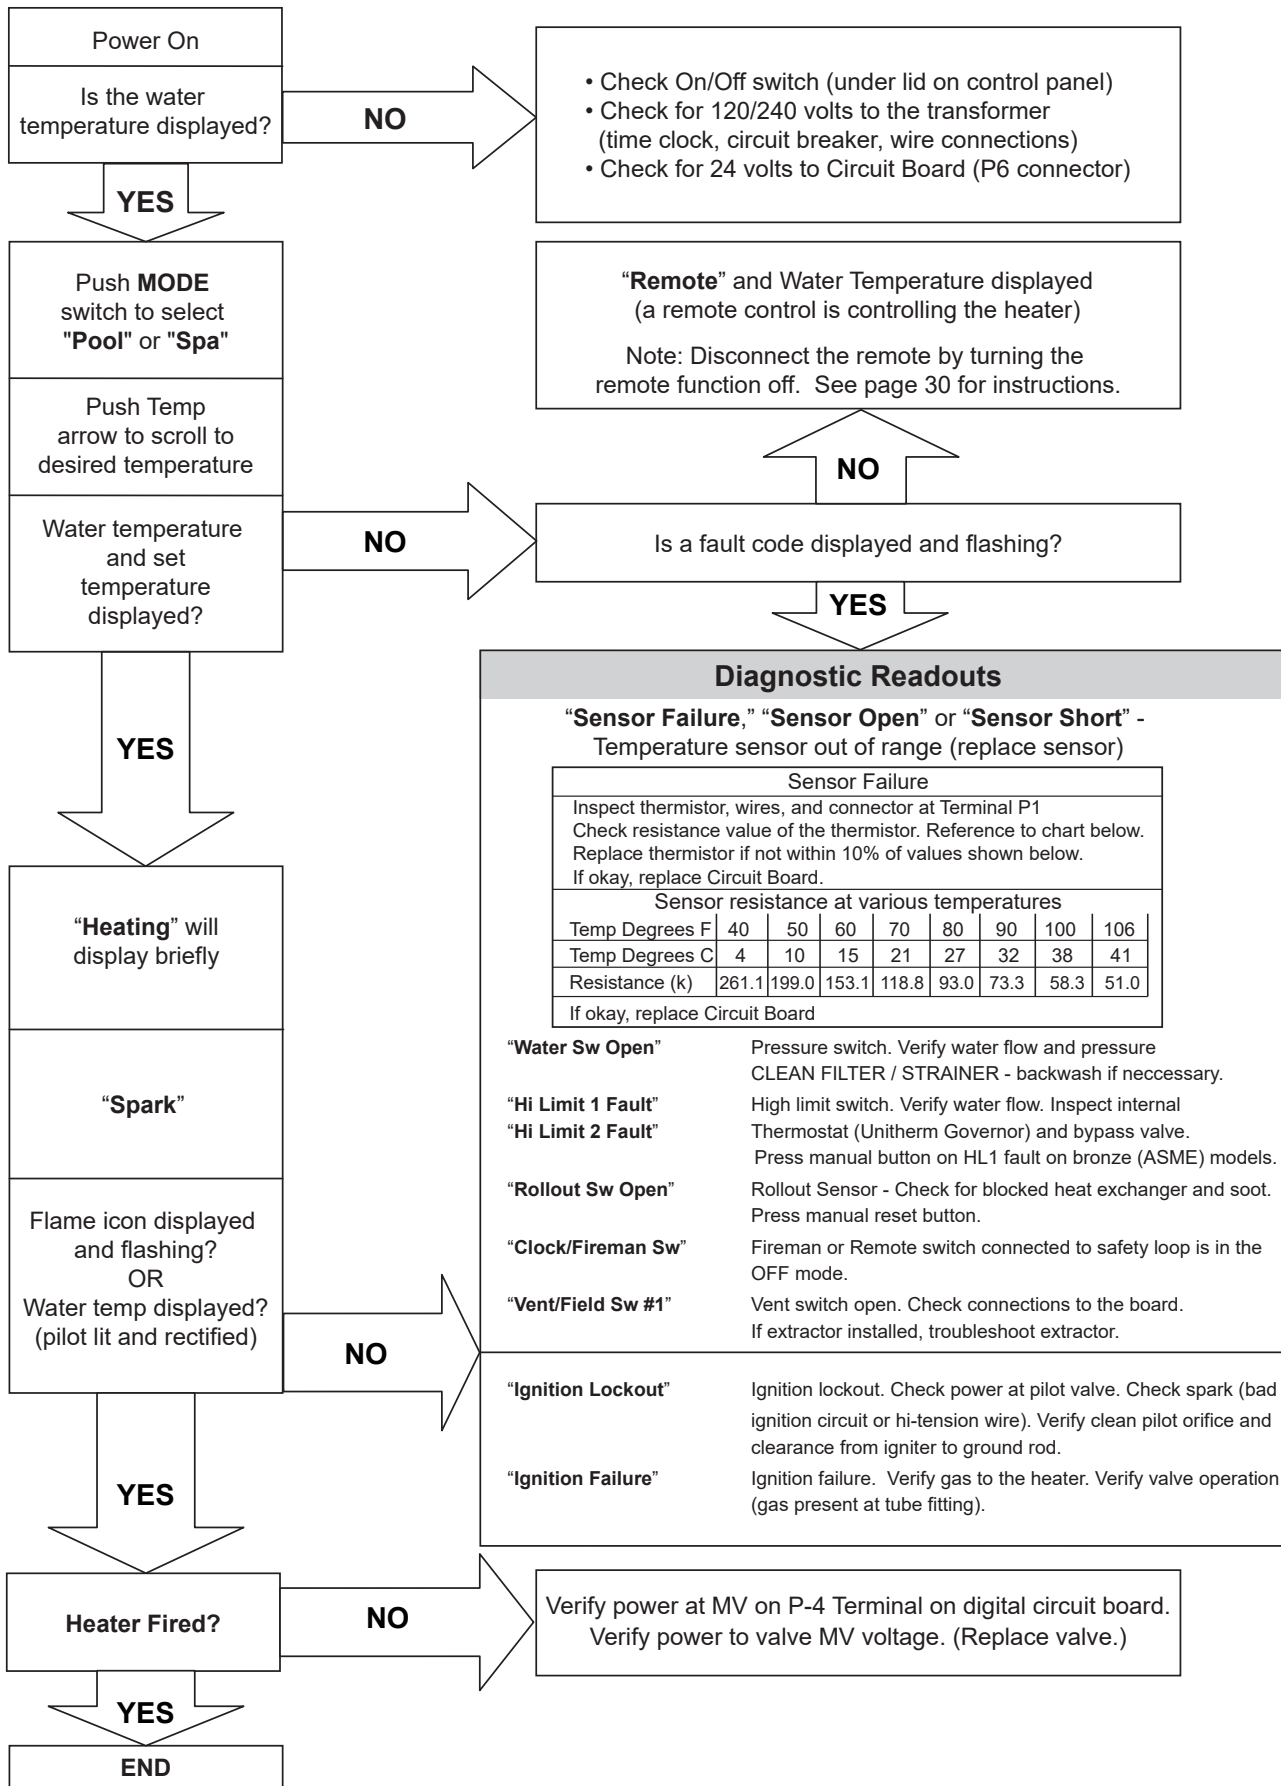 Power On
Is the water
temperature displayed?
NO
• Check On/Off switch (under lid on control panel)
• Check for 120/240 volts to the transformer
(time clock, circuit breaker, wire connections)
• Check for 24 volts to Circuit Board (P6 connector)
YES
Push MODE
switch to select
"Pool" or "Spa"
Push Temp
arrow to scroll to
desired temperature
Water temperature
and set
temperature
displayed?
NO
“Remote” and Water Temperature displayed
(a remote control is controlling the heater)
Note: Disconnect the remote by turning the
remote function off. See page 30 for instructions.
NO
Is a fault code displayed and flashing?
YES
YES
Diagnostic Readouts
“Sensor Failure,” “Sensor Open” or “Sensor Short” -
Temperature sensor out of range (replace sensor)
Sensor Failure
Inspect thermistor, wires, and connector at Terminal P1
Check resistance value of the thermistor. Reference to chart below.
Replace thermistor if not within 10% of values shown below.
If okay, replace Circuit Board.
Sensor resistance at various temperatures
Temp Degrees F 40 50 60 70 80 90 100 106
Temp Degrees C 4 10 15 21 27 32 38 41
Resistance (k) 261.1 199.0 153.1 118.8 93.0 73.3 58.3 51.0
If okay, replace Circuit Board
“Water Sw Open” Pressure switch. Verify water flow and pressure
CLEAN FILTER / STRAINER - backwash if neccessary.
“Hi Limit 1 Fault” High limit switch. Verify water flow. Inspect internal
“Hi Limit 2 Fault” Thermostat (Unitherm Governor) and bypass valve.
Press manual button on HL1 fault on bronze (ASME) models.
“Rollout Sw Open” Rollout Sensor - Check for blocked heat exchanger and soot.
Press manual reset button.
“Clock/Fireman Sw” Fireman or Remote switch connected to safety loop is in the
OFF mode.
“Vent/Field Sw #1” Vent switch open. Check connections to the board.
If extractor installed, troubleshoot extractor.
“Ignition Lockout” Ignition lockout. Check power at pilot valve. Check spark (bad
ignition circuit or hi-tension wire). Verify clean pilot orifice and
clearance from igniter to ground rod.
“Ignition Failure” Ignition failure. Verify gas to the heater. Verify valve operation
(gas present at tube fitting).
“Heating” will
display briefly
“Spark”
Flame icon displayed
and flashing?
OR
Water temp displayed?
(pilot lit and rectified)
NO
YES
Heater Fired?
NO
Verify power at MV on P-4 Terminal on digital circuit board.
Verify power to valve MV voltage. (Replace valve.)
YES
END